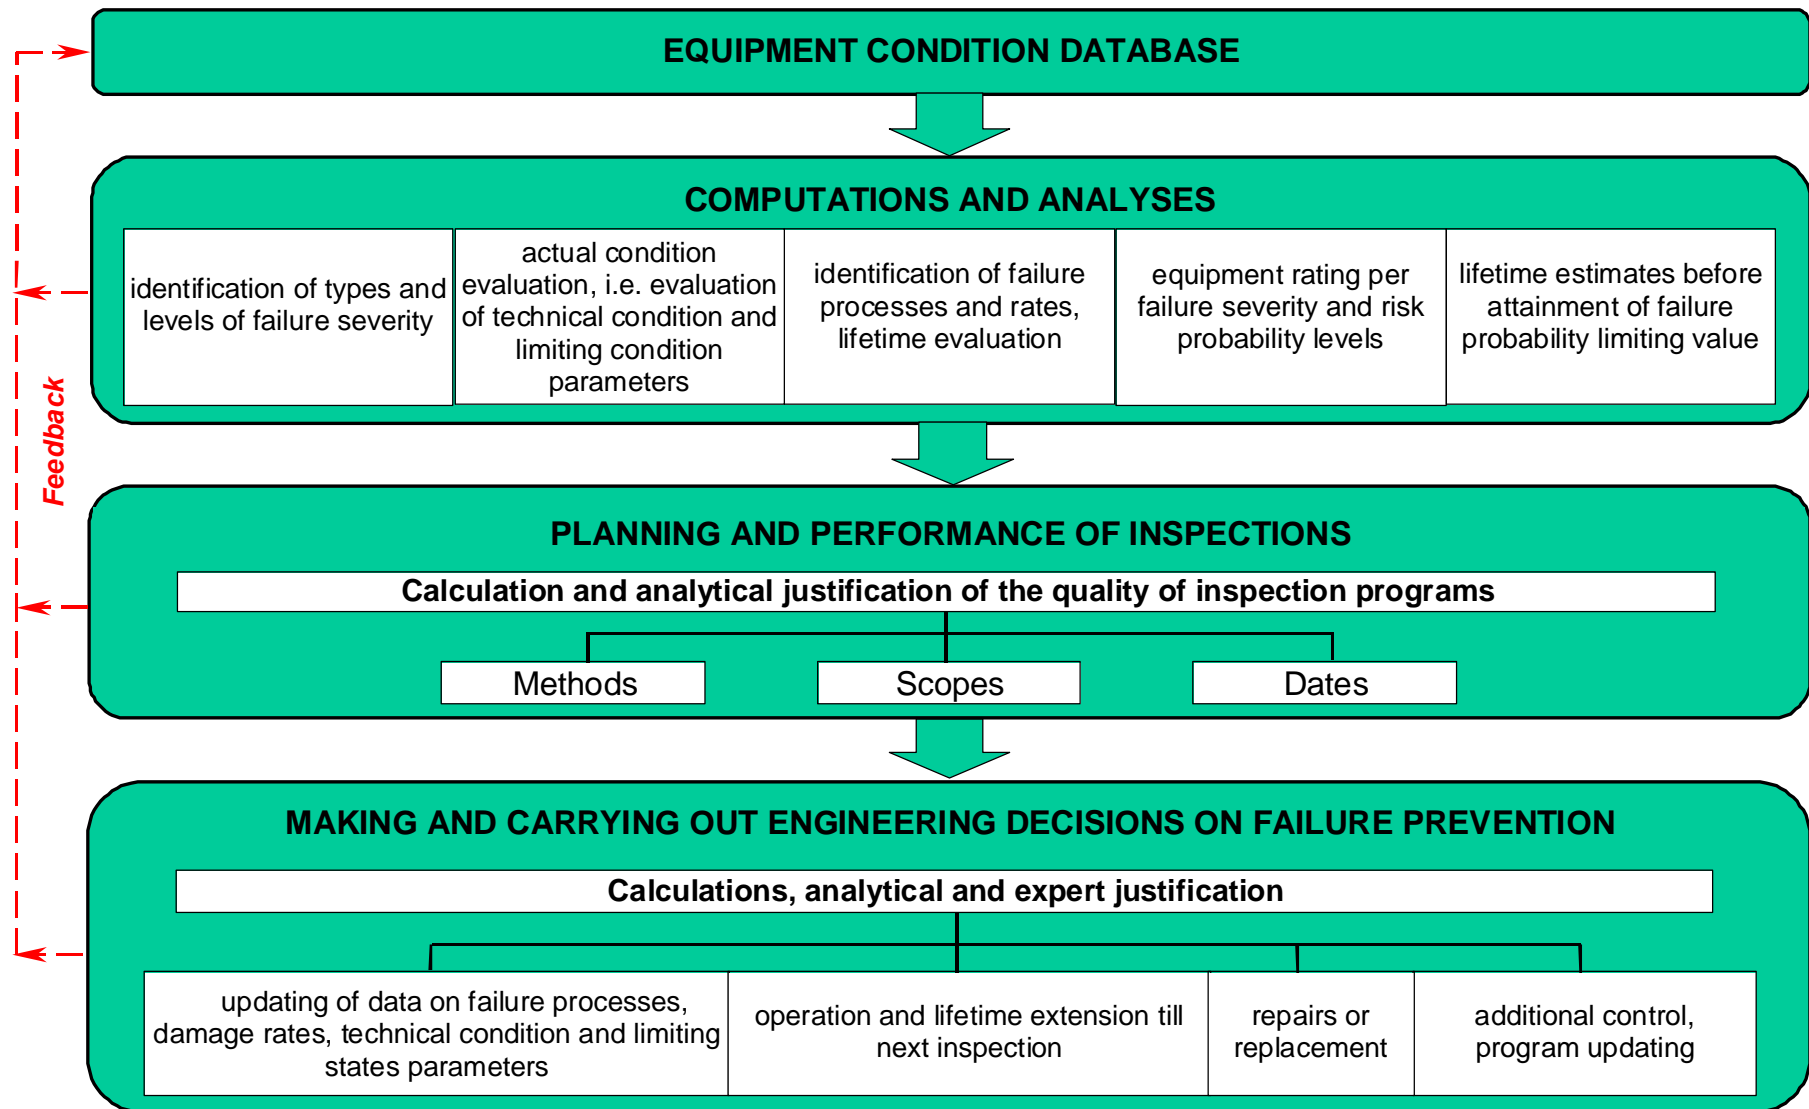 EQUIPMENT CONDITION DATABASE
COMPUTATIONS AND ANALYSES
identification of types and
levels of failure severity
actual condition
evaluation, i.e. evaluation
of technical condition and
limiting condition
parameters
identification of failure
processes and rates,
lifetime evaluation
equipment rating per
failure severity and risk
probability levels
lifetime estimates before
attainment of failure
probability limiting value
Feedback
PLANNING AND PERFORMANCE OF INSPECTIONS
Calculation and analytical justification of the quality of inspection programs
Methods
Scopes
Dates
MAKING AND CARRYING OUT ENGINEERING DECISIONS ON FAILURE PREVENTION
Calculations, analytical and expert justification
updating of data on failure processes,
damage rates, technical condition and limiting
states parameters
operation and lifetime extension till
next inspection
repairs or
replacement
additional control,
program updating